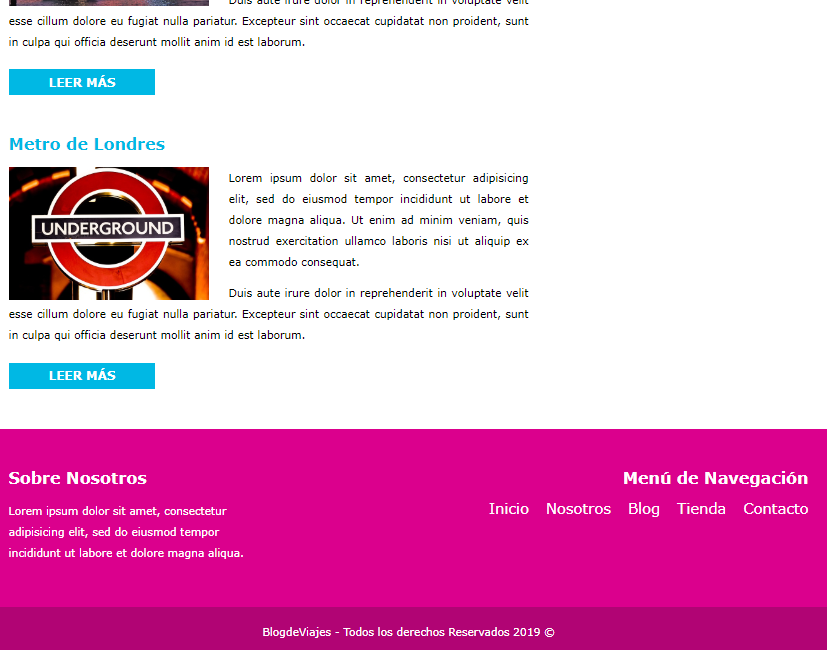 Duis aute irure dolor in reprehenderit in voluptate velit
esse cillum dolore eu fugiat nulla pariatur. Excepteur sint occaecat cupidatat non proident, sunt
in culpa qui officia deserunt mollit anim id est laborum.
LEER MÁS
Metro de Londres
UNDERGROUND
Lorem ipsum dolor sit amet, consectetur adipisicing
elit, sed do eiusmod tempor incididunt ut labore et
dolore magna aliqua. Ut enim ad minim veniam, quis
nostrud exercitation ullamco laboris nisi ut aliquip ex
ea commodo consequat.
Duis aute irure dolor in reprehenderit in voluptate velit
esse cillum dolore eu fugiat nulla pariatur. Excepteur sint occaecat cupidatat non proident, sunt
in culpa qui officia deserunt mollit anim id est laborum.
LEER MÁS
Sobre Nosotros
Lorem ipsum dolor sit amet, consectetur
adipisicing elit, sed do eiusmod tempor
incididunt ut labore et dolore magna aliqua.
Menú de Navegación
Inicio Nosotros Blog Tienda Contacto
BlogdeViajes - Todos los derechos Reservados 2019 ©